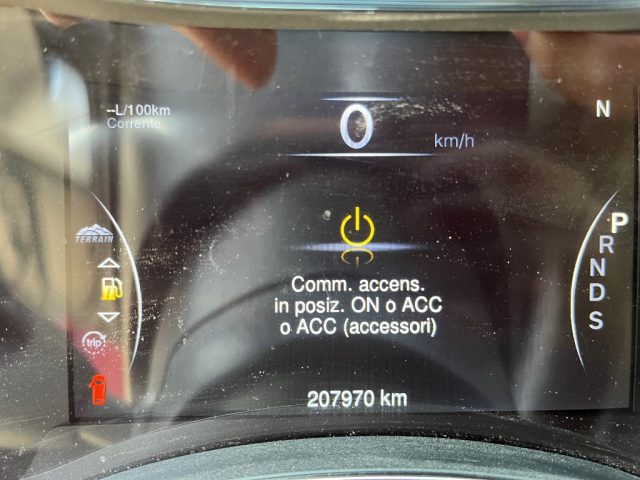 --L/100km
Corrente
0
km/h
N
TERRAIN
P
R
N
D
S
Comm. accens.
in posiz. ON o ACC
o ACC (accessori)
trip
207970 km